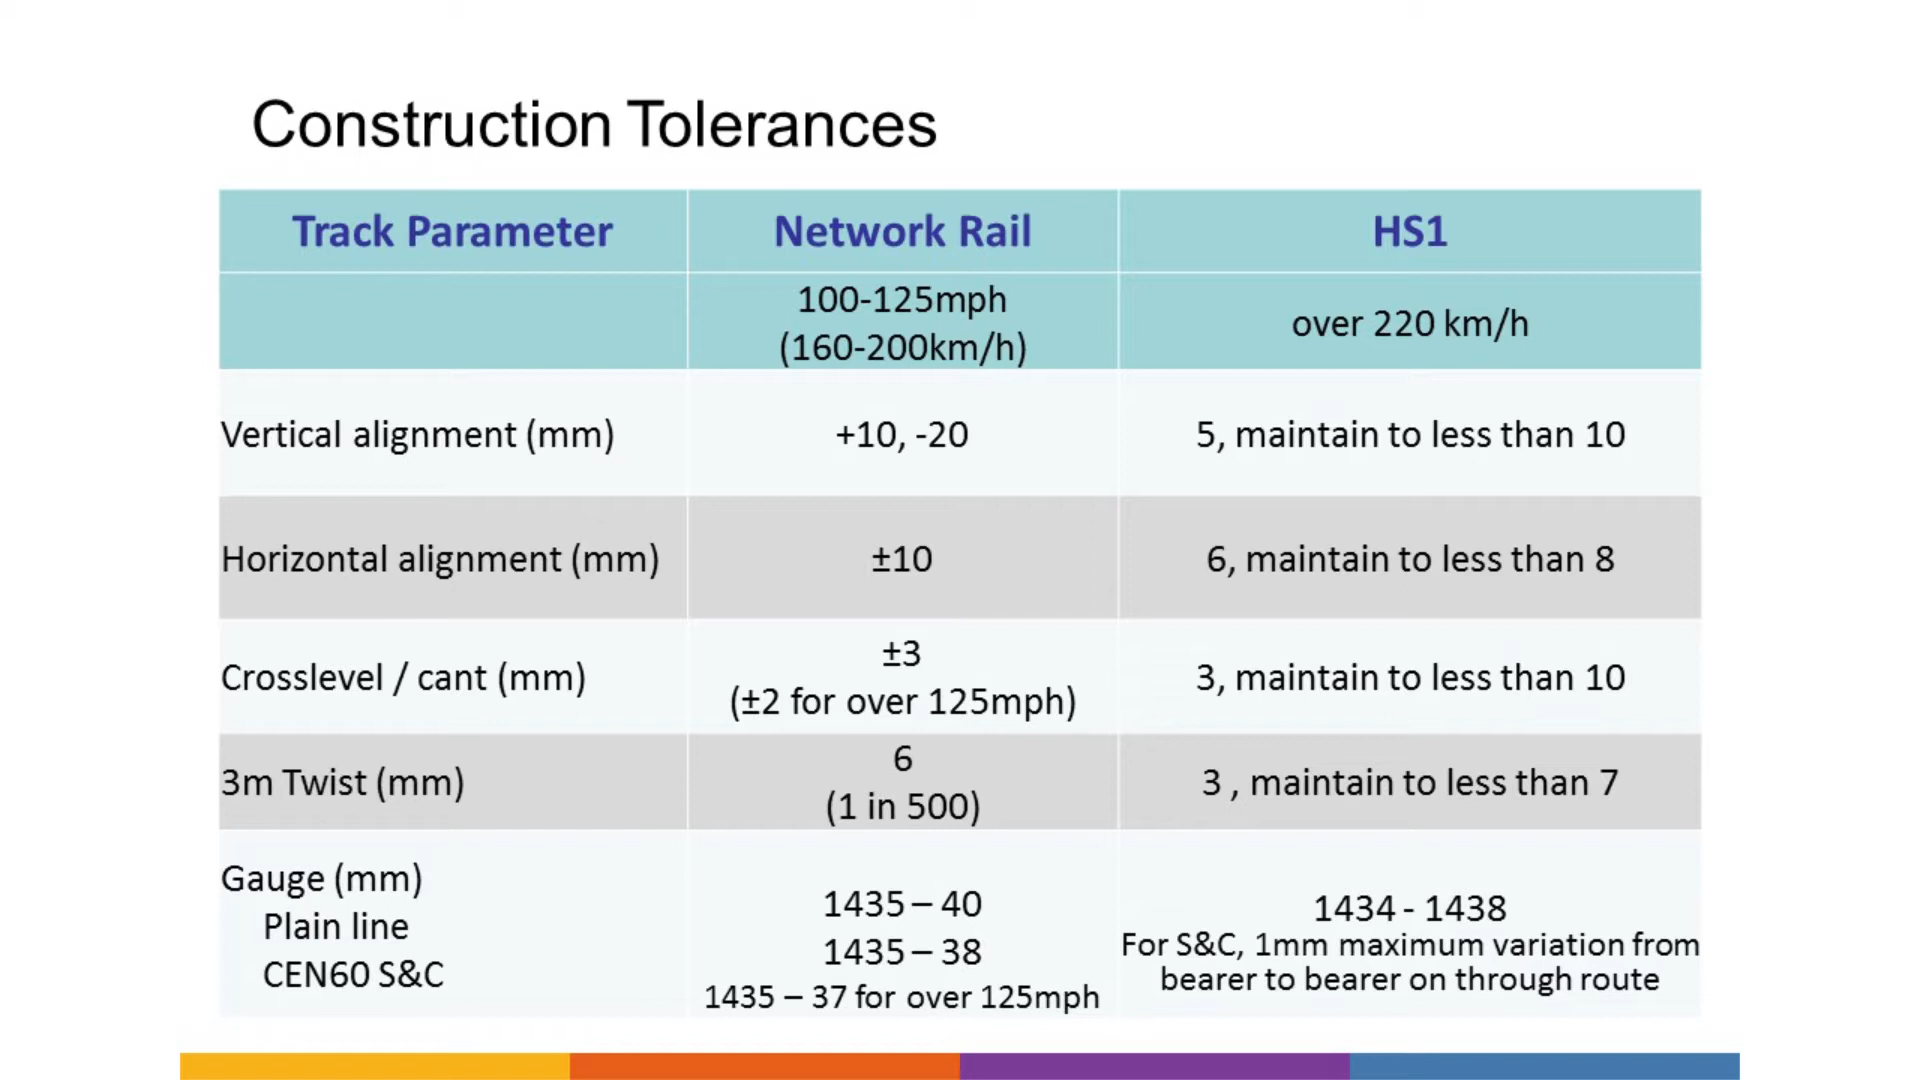 Construction Tolerances
Track Parameter
Network Rail
HS1
100-125mph
(160-200km/h)
over 220 km/h
Vertical alignment (mm)
+10, -20
5, maintain to less than 10
Horizontal alignment (mm)
±10
6, maintain to less than 8
Crosslevel / cant (mm)
±3
(±2 for over 125mph)
3, maintain to less than 10
3m Twist (mm)
6
(1 in 500)
3 , maintain to less than 7
Gauge (mm)
Plain line
CEN60 S&C
1435 – 40
1435 – 38
1435 – 37 for over 125mph
1434 - 1438
For S&C, 1mm maximum variation from
bearer to bearer on through route